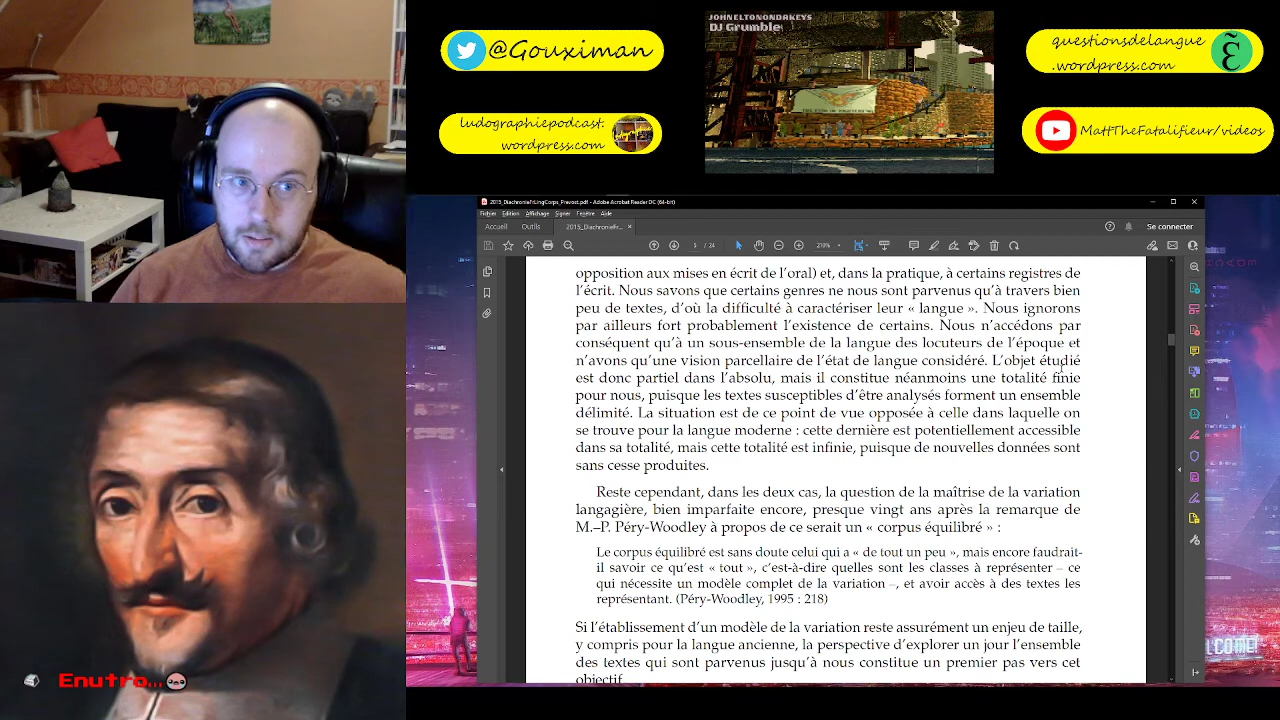 @Gouximan
ludographiepodcast.
wordpress.com
JOHNELTONONDAKEYS
DJ Grumble
questionsdelangue
.wordpress.com
MattTheFatalifieur/videos
2015_DiachronieFrLingCorps_Prevost.pdf - Adobe Acrobat Reader DC (64-bit)
Fichier Edition Affichage Signer Fenêtre Aide
Accueil Outils 2015_DiachronieFr... × Se connecter
5 / 24 210%
opposition aux mises en écrit de l'oral) et, dans la pratique, à certains registres de
l'écrit. Nous savons que certains genres ne nous sont parvenus qu'à travers bien
peu de textes, d'où la difficulté à caractériser leur « langue ». Nous ignorons
par ailleurs fort probablement l'existence de certains. Nous n'accédons par
conséquent qu'à un sous-ensemble de la langue des locuteurs de l'époque et
n'avons qu'une vision parcellaire de l'état de langue considéré. L'objet étudié
est donc partiel dans l'absolu, mais il constitue néanmoins une totalité finie
pour nous, puisque les textes susceptibles d'être analysés forment un ensemble
délimité. La situation est de ce point de vue opposée à celle dans laquelle on
se trouve pour la langue moderne : cette dernière est potentiellement accessible
dans sa totalité, mais cette totalité est infinie, puisque de nouvelles données sont
sans cesse produites.
Reste cependant, dans les deux cas, la question de la maîtrise de la variation
langagière, bien imparfaite encore, presque vingt ans après la remarque de
M.–P. Péry-Woodley à propos de ce serait un « corpus équilibré » :
Le corpus équilibré est sans doute celui qui a « de tout un peu », mais encore faudrait-
il savoir ce qu'est « tout », c'est-à-dire quelles sont les classes à représenter – ce
qui nécessite un modèle complet de la variation –, et avoir accès à des textes les
représentant. (Péry-Woodley, 1995 : 218)
Si l'établissement d'un modèle de la variation reste assurément un enjeu de taille,
y compris pour la langue ancienne, la perspective d'explorer un jour l'ensemble
des textes qui sont parvenus jusqu'à nous constitue un premier pas vers cet
objectif
Enutro...